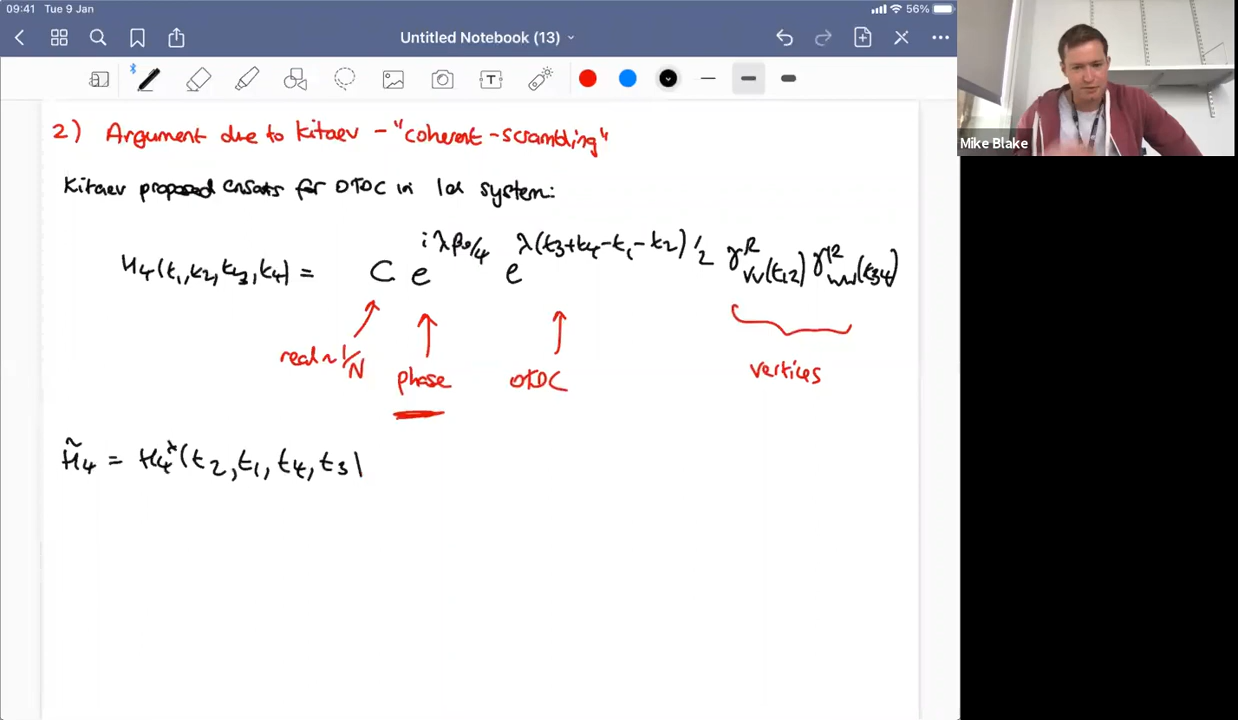 09:41 Tue 9 Jan
56%
Untitled Notebook (13)
Mike Blake
2) Argument due to Kitaev - "coherent-scrambling"
Kitaev proposed ansatz for OTOC in 1d system:
H₄(t₁,t₂,t₃,t₄) = C e^{iλβ₀/4} e^{λ(t₃+t₄-t₁-t₂)/2} γ^R_{VV}(t₁₂) γ^R_{WW}(t₃₄)
real ~ 1/N
phase
OTOC
vertices
H̃₄ = H₄*(t₂,t₁,t₄,t₃)